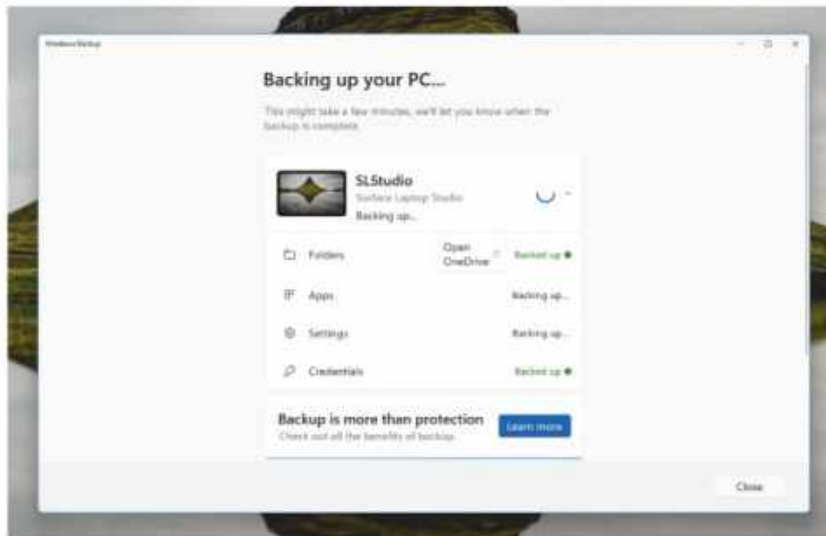 Windows Backup
Backing up your PC...
This might take a few minutes, we'll let you know when the
backup is complete
SLStudio
Surface Laptop Studio
Backing up...
Folders
Open
OneDrive
Backed up
Apps
Backing up...
Settings
Backing up...
Credentials
Backed up
Backup is more than protection
Check out all the benefits of backup.
Learn more
Close